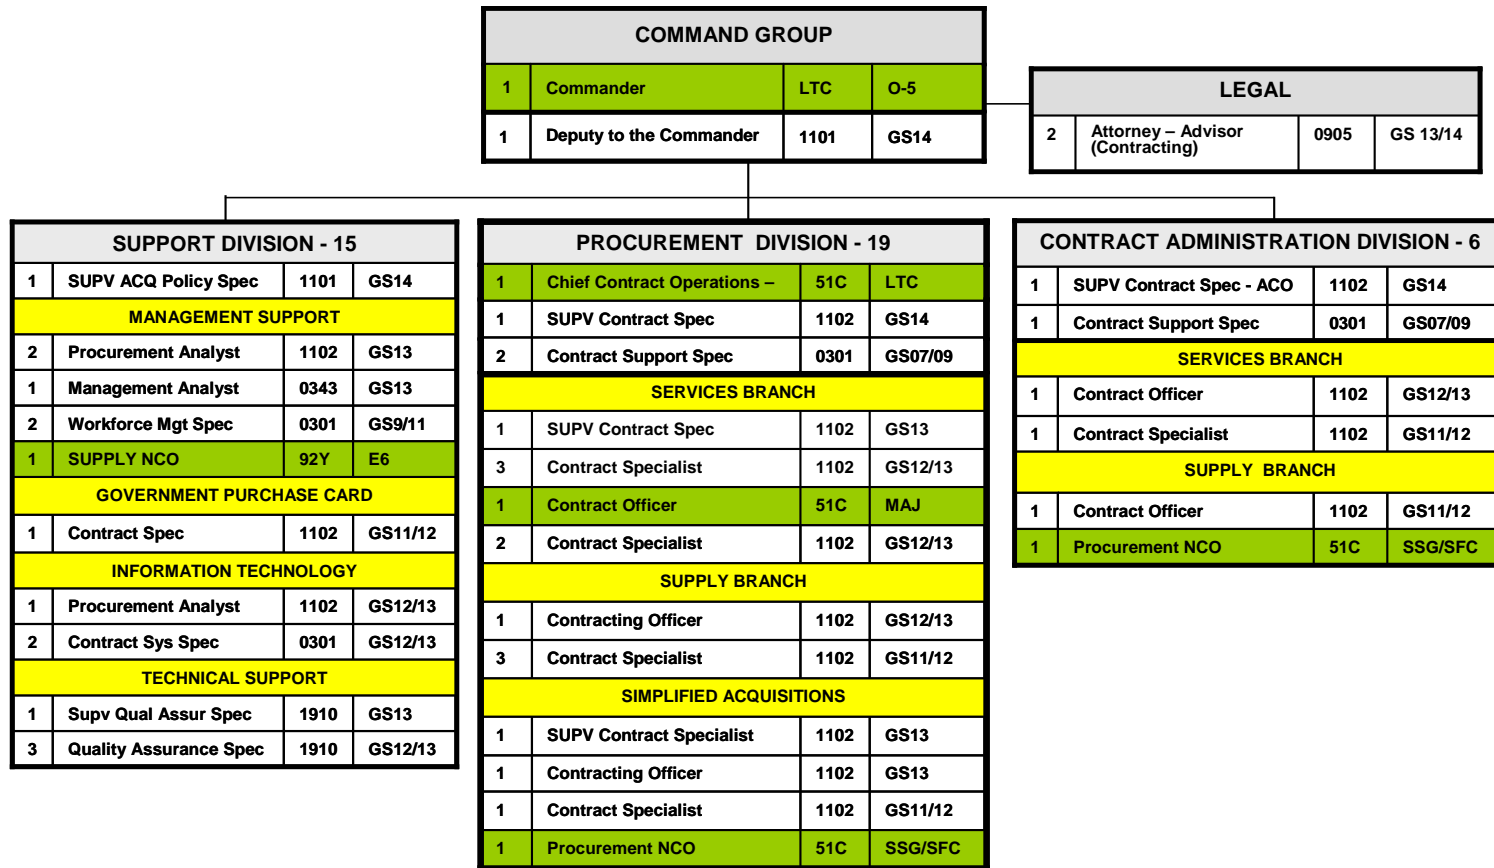 COMMAND GROUP
1 Commander LTC O-5
1 Deputy to the Commander 1101 GS14
LEGAL
2 Attorney – Advisor (Contracting) 0905 GS 13/14
SUPPORT DIVISION - 15
1 SUPV ACQ Policy Spec 1101 GS14
MANAGEMENT SUPPORT
2 Procurement Analyst 1102 GS13
1 Management Analyst 0343 GS13
2 Workforce Mgt Spec 0301 GS9/11
1 SUPPLY NCO 92Y E6
GOVERNMENT PURCHASE CARD
1 Contract Spec 1102 GS11/12
INFORMATION TECHNOLOGY
1 Procurement Analyst 1102 GS12/13
2 Contract Sys Spec 0301 GS12/13
TECHNICAL SUPPORT
1 Supv Qual Assur Spec 1910 GS13
3 Quality Assurance Spec 1910 GS12/13
PROCUREMENT DIVISION - 19
1 Chief Contract Operations – 51C LTC
1 SUPV Contract Spec 1102 GS14
2 Contract Support Spec 0301 GS07/09
SERVICES BRANCH
1 SUPV Contract Spec 1102 GS13
3 Contract Specialist 1102 GS12/13
1 Contract Officer 51C MAJ
2 Contract Specialist 1102 GS12/13
SUPPLY BRANCH
1 Contracting Officer 1102 GS12/13
3 Contract Specialist 1102 GS11/12
SIMPLIFIED ACQUISITIONS
1 SUPV Contract Specialist 1102 GS13
1 Contracting Officer 1102 GS13
1 Contract Specialist 1102 GS11/12
1 Procurement NCO 51C SSG/SFC
CONTRACT ADMINISTRATION DIVISION - 6
1 SUPV Contract Spec - ACO 1102 GS14
1 Contract Support Spec 0301 GS07/09
SERVICES BRANCH
1 Contract Officer 1102 GS12/13
1 Contract Specialist 1102 GS11/12
SUPPLY BRANCH
1 Contract Officer 1102 GS11/12
1 Procurement NCO 51C SSG/SFC